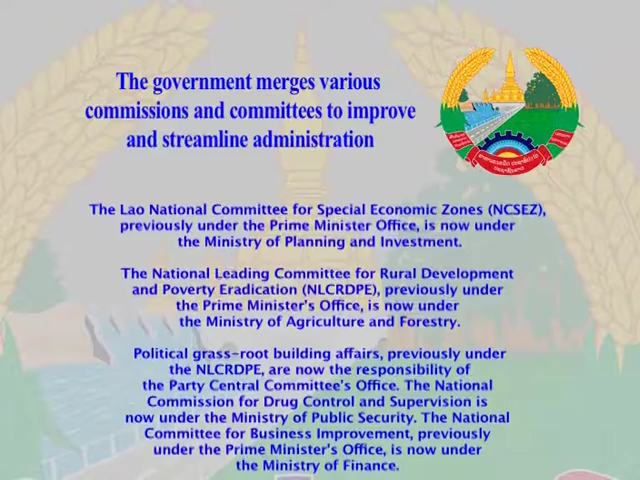 The government merges various
commissions and committees to improve
and streamline administration
The Lao National Committee for Special Economic Zones (NCSEZ),
previously under the Prime Minister Office, is now under
the Ministry of Planning and Investment.
The National Leading Committee for Rural Development
and Poverty Eradication (NLCRDPE), previously under
the Prime Minister's Office, is now under
the Ministry of Agriculture and Forestry.
Political grass-root building affairs, previously under
the NLCRDPE, are now the responsibility of
the Party Central Committee's Office. The National
Commission for Drug Control and Supervision is
now under the Ministry of Public Security. The National
Committee for Business Improvement, previously
under the Prime Minister's Office, is now under
the Ministry of Finance.